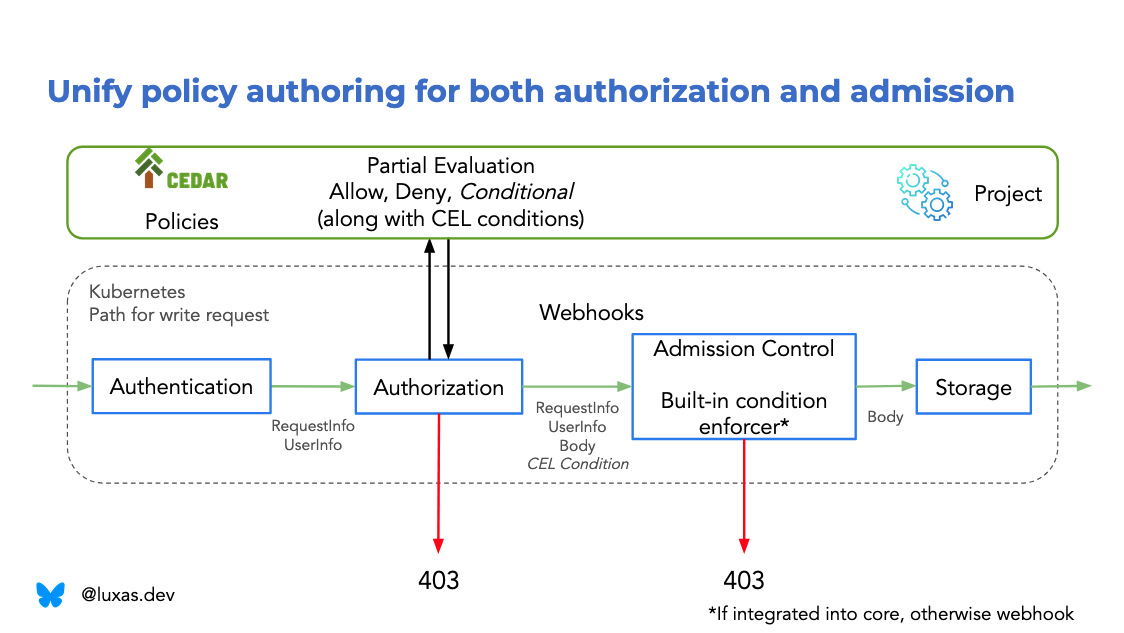 Unify policy authoring for both authorization and admission
CEDAR
Policies
Partial Evaluation
Allow, Deny, Conditional
(along with CEL conditions)
Project
Kubernetes
Path for write request
Webhooks
Authentication
RequestInfo
UserInfo
Authorization
RequestInfo
UserInfo
Body
CEL Condition
Admission Control
Built-in condition
enforcer*
Body
Storage
403
403
@luxas.dev
*If integrated into core, otherwise webhook